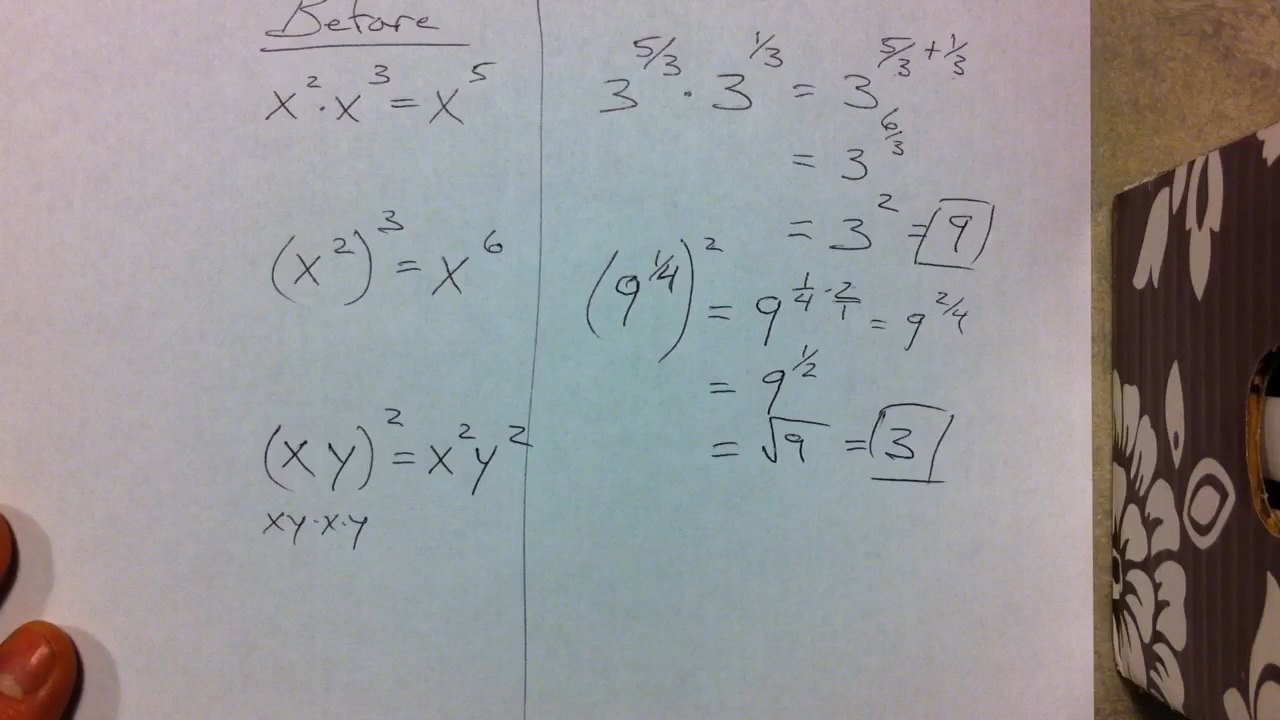 Before
x² · x³ = x⁵
(x²)³ = x⁶
(xy)² = x²y²
xy·x·y
3^5/3 · 3^1/3 = 3^5/3 + 1/3
= 3^6/3
= 3² = 9
(9^1/4)² = 9^1/4 · 2/1 = 9^2/4
= 9^1/2
= √9 = 3